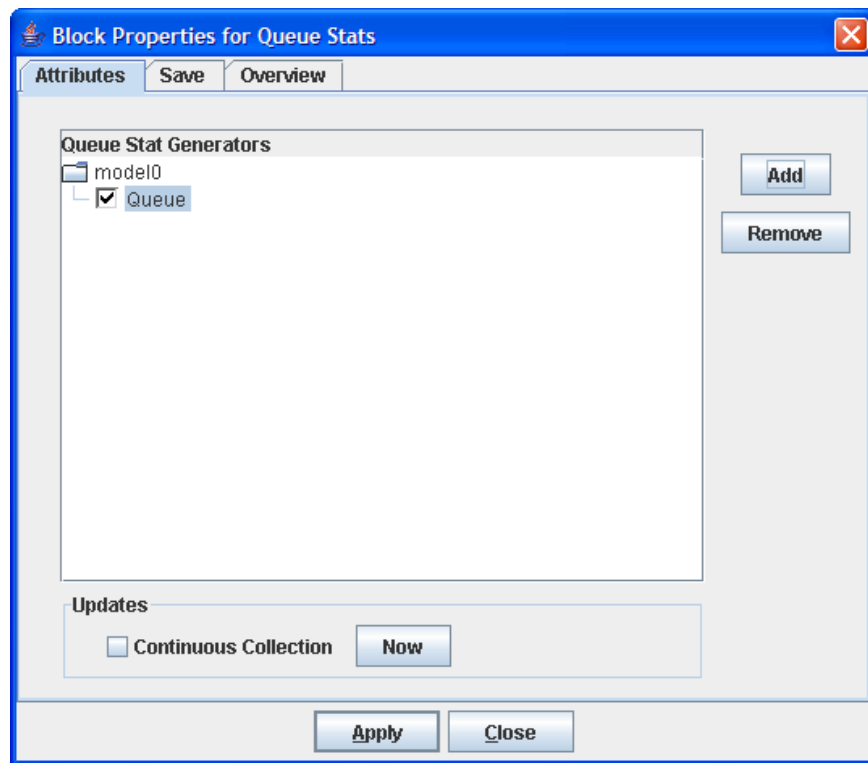 Block Properties for Queue Stats
Attributes Save Overview
Queue Stat Generators
model0
Queue
Add
Remove
Updates
Continuous Collection Now
Apply Close